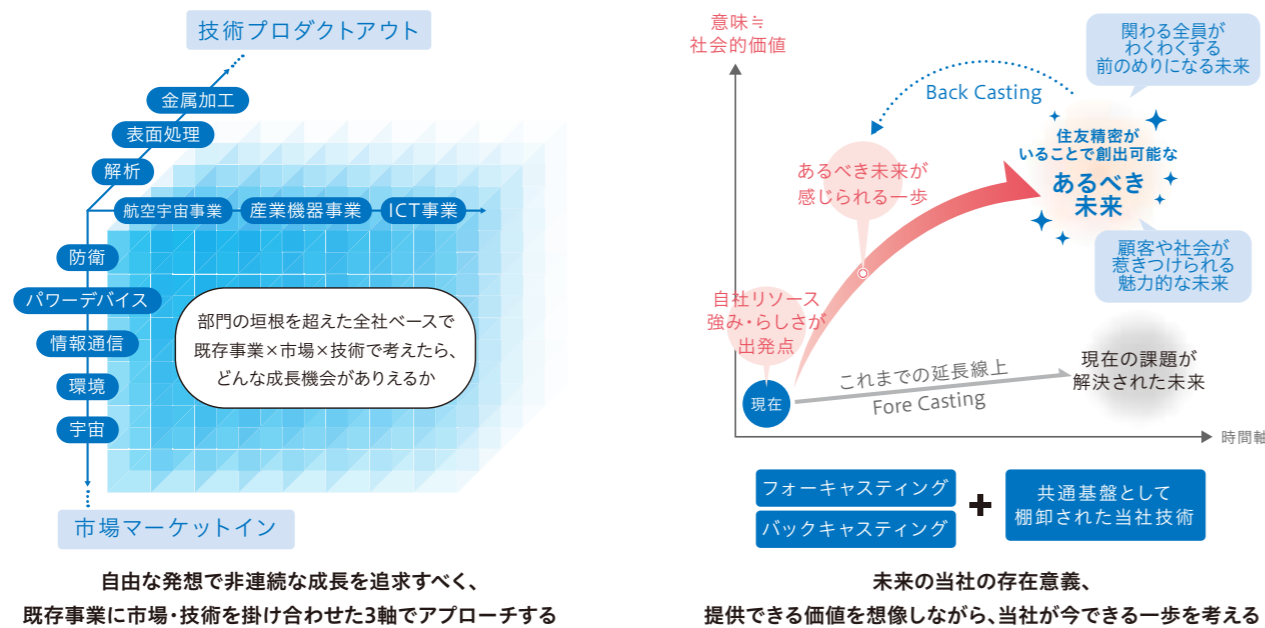 技術プロダクトアウト
金属加工
表面処理
解析
航空宇宙事業
産業機器事業
ICT事業
防衛
パワーデバイス
情報通信
環境
宇宙
部門の垣根を超えた全社ベースで
既存事業×市場×技術で考えたら、
どんな成長機会がありえるか
市場マーケットイン
自由な発想で非連続な成長を追求すべく、
既存事業に市場・技術を掛け合わせた3軸でアプローチする
意味≒
社会的価値
関わる全員が
わくわくする
前のめりになる未来
Back Casting
住友精密が
いることで創出可能な
あるべき
未来
あるべき未来が
感じられる一歩
顧客や社会が
惹きつけられる
魅力的な未来
自社リソース
強み・らしさが
出発点
現在
これまでの延長線上
Fore Casting
現在の課題が
解決された未来
時間軸
フォーキャスティング
バックキャスティング
+
共通基盤として
棚卸された当社技術
未来の当社の存在意義、
提供できる価値を想像しながら、当社が今できる一歩を考える